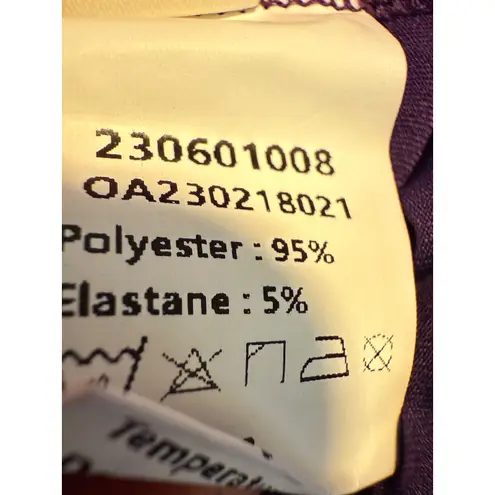 230601008
OA230218021
Polyester : 95%
Elastane : 5%